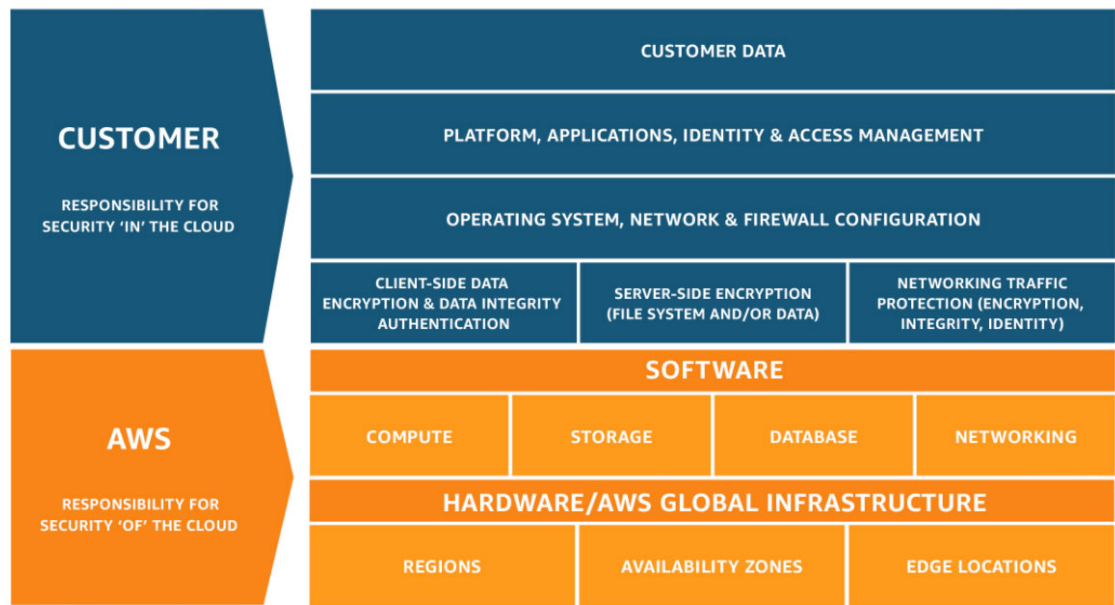 CUSTOMER
RESPONSIBILITY FOR
SECURITY ‘IN’ THE CLOUD
CUSTOMER DATA
PLATFORM, APPLICATIONS, IDENTITY & ACCESS MANAGEMENT
OPERATING SYSTEM, NETWORK & FIREWALL CONFIGURATION
CLIENT-SIDE DATA
ENCRYPTION & DATA INTEGRITY
AUTHENTICATION
SERVER-SIDE ENCRYPTION
(FILE SYSTEM AND/OR DATA)
NETWORKING TRAFFIC
PROTECTION (ENCRYPTION,
INTEGRITY, IDENTITY)
AWS
RESPONSIBILITY FOR
SECURITY ‘OF’ THE CLOUD
SOFTWARE
COMPUTE
STORAGE
DATABASE
NETWORKING
HARDWARE/AWS GLOBAL INFRASTRUCTURE
REGIONS
AVAILABILITY ZONES
EDGE LOCATIONS